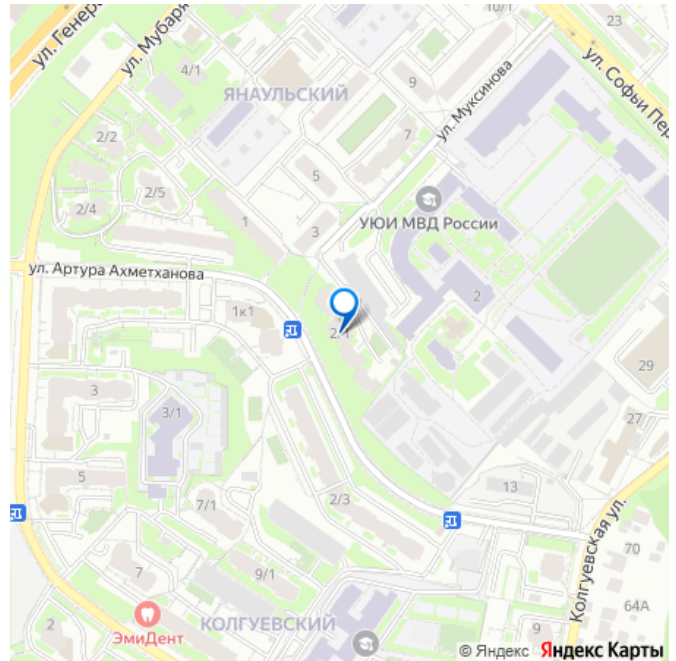 10/1
23
ул. Генера
ул. Мубаря
ул. Софьи Пер
4/1
9
ЯНАУЛЬСКИЙ
ул. Муксинова
2/2
7
5
2/5
2/4
УЮИ МВД России
1
3
ул. Артура Ахметханова
2
1к1
2/1
29
3
3/1
27
5
13
2/3
7/1
Колгуевская ул.
70
7
9/1
64А
2
ЭмиДент
КОЛГУЕВСКИЙ
9
© Яндекс Яндекс Карты